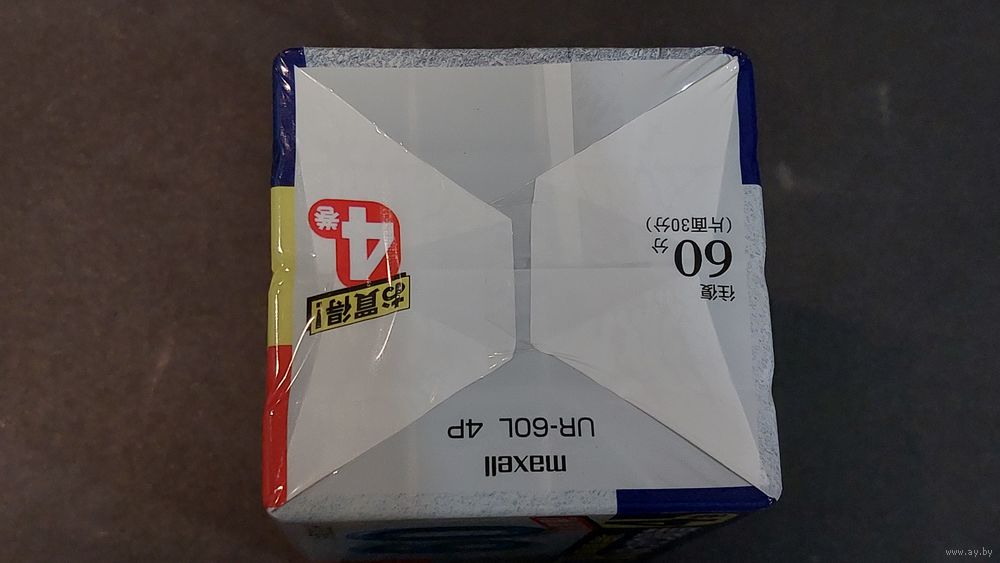 maxell
UR-60L 4P
往復
60分
(片面30分)
お買得!
4巻
www.ay.by